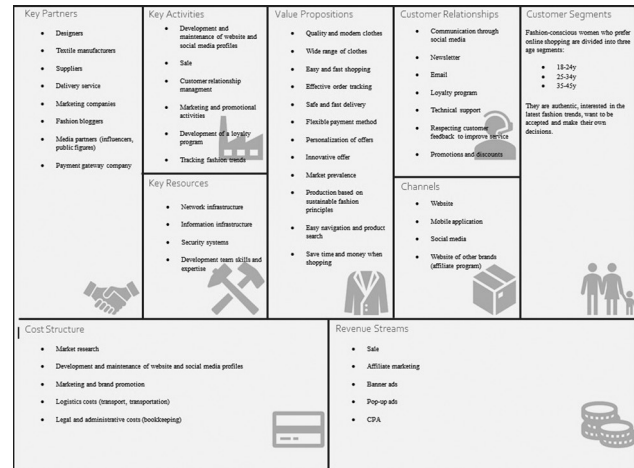 Key Partners
• Designers
• Textile manufacturers
• Suppliers
• Delivery service
• Marketing companies
• Fashion bloggers
• Media partners (influencers,
public figures)
• Payment gateway company
Key Activities
• Development and
maintenance of website and
social media profiles
• Sale
• Customer relationship
managment
• Marketing and promotional
activities
• Development of a loyalty
program
• Tracking fashion trends
Key Resources
• Network infrastructure
• Information infrastructure
• Security systems
• Development team skills and
expertise
Value Propositions
• Quality and modern clothes
• Wide range of clothes
• Easy and fast shopping
• Effective order tracking
• Safe and fast delivery
• Flexible payment method
• Personalization of offers
• Innovative offer
• Market prevalence
• Production based on
sustainable fashion
principles
• Easy navigation and product
search
• Save time and money when
shopping
Customer Relationships
• Communication through
social media
• Newsletter
• Email
• Loyalty program
• Technical support
• Respecting customer
feedback to improve service
• Promotions and discounts
Channels
• Website
• Mobile application
• Social media
• Website of other brands
(affiliate program)
Customer Segments
Fashion-conscious women who prefer
online shopping are divided into three
age segments:
• 18-24y
• 25-34y
• 35-45y
They are authentic, interested in the
latest fashion trends, want to be
accepted and make their own
decisions.
Cost Structure
• Market research
• Development and maintenance of website and social media profiles
• Marketing and brand promotion
• Logistics costs (transport, transportation)
• Legal and administrative costs (bookkeeping)
Revenue Streams
• Sale
• Affiliate marketing
• Banner ads
• Pop-up ads
• CPA